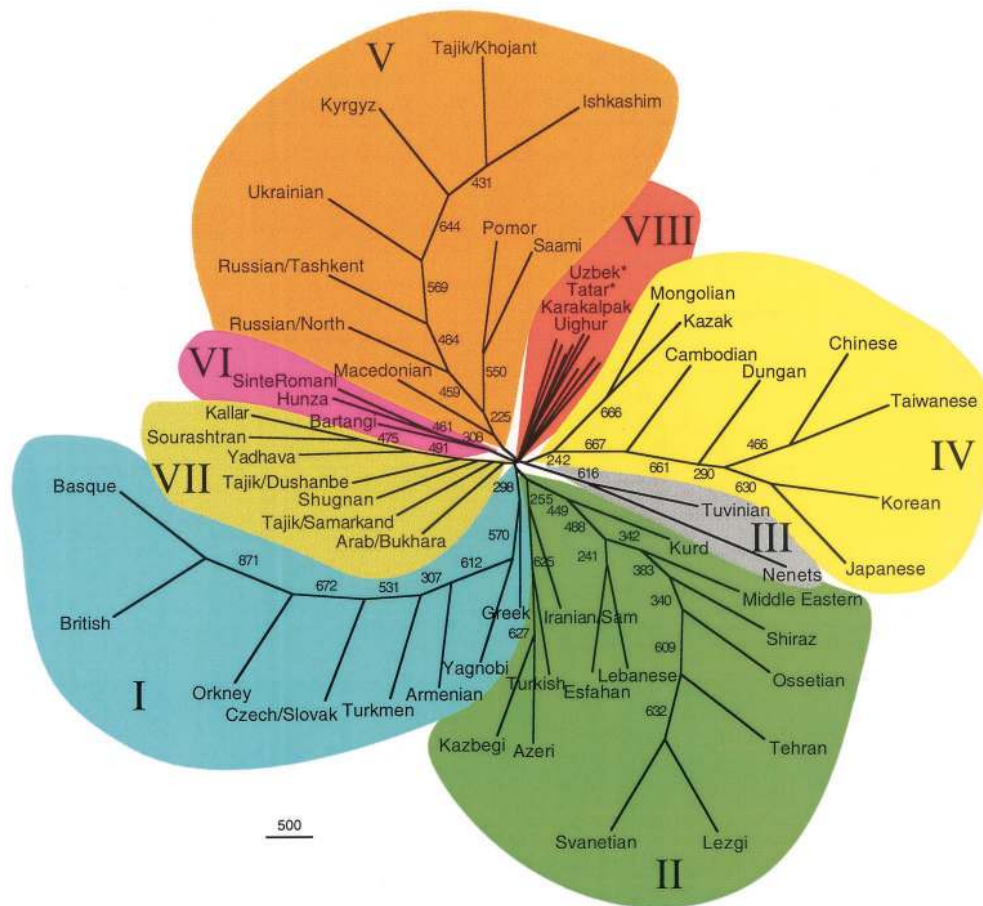 V
Tajik/Khojant
Kyrgyz
Ishkashim
431
Ukrainian
644
Pomor
Saami
VIII
Russian/Tashkent
569
Uzbek*
Tatar*
Karakalpak
Uighur
Mongolian
Kazak
Cambodian
Dungan
Chinese
Taiwanese
Russian/North
484
550
VI
SinteRomani
Hunza
Bartangi
Macedonian
459
225
461
308
666
667
466
IV
Kallar
475
491
242
616
661
290
630
Korean
Sourashtran
Yadhava
VII
Tajik/Dushanbe
Shugnan
Tajik/Samarkand
Arab/Bukhara
298
255
449
488
342
Kurd
Tuvinian
III
Nenets
Japanese
Basque
871
672
531
307
612
570
625
241
383
340
Middle Eastern
Shiraz
British
Greek
Iranian/Sam
627
609
Ossetian
I
Orkney
Czech/Slovak
Turkmen
Armenian
Yagnobi
Turkish
Esfahan
Lebanese
632
Tehran
Kazbegi
Azeri
500
Svanetian
Lezgi
II